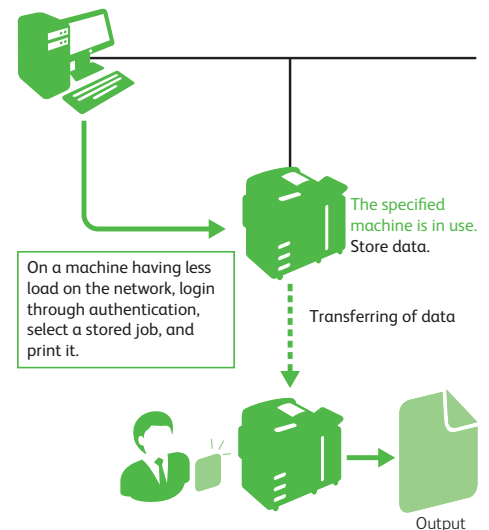 The specified
machine is in use.
Store data.
On a machine having less
load on the network, login
through authentication,
select a stored job, and
print it.
Transferring of data
Output